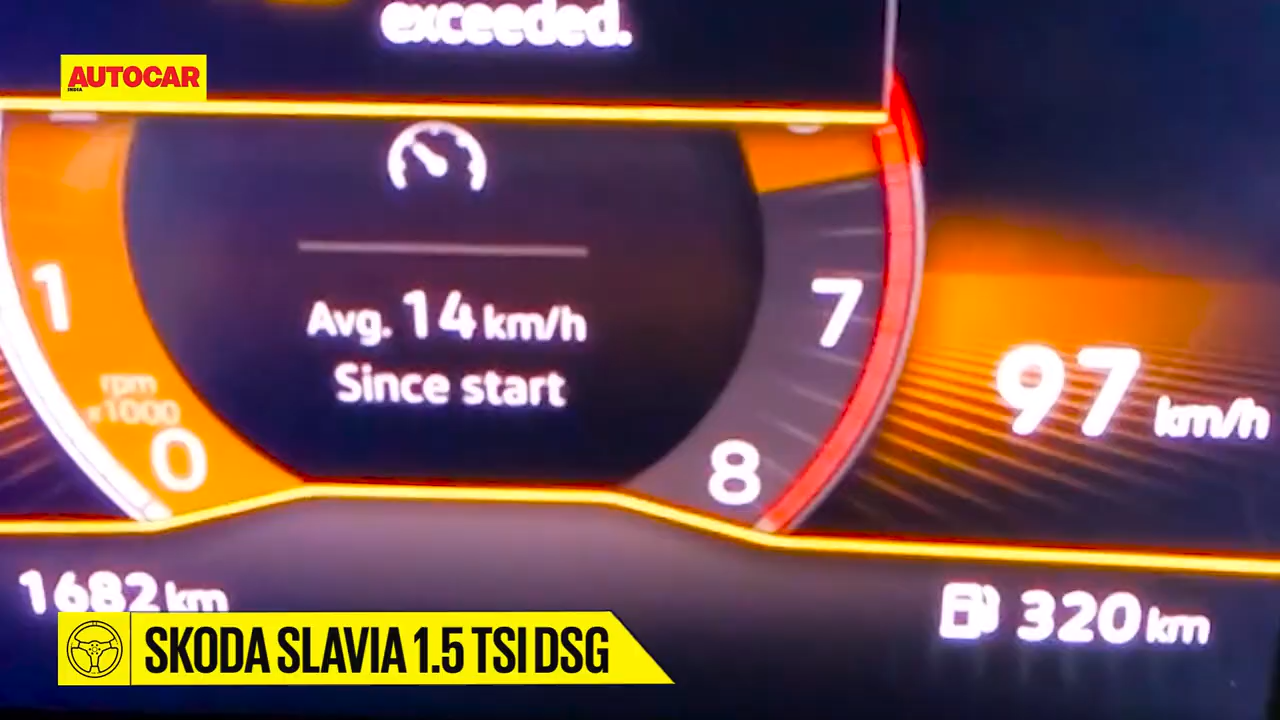 exceeded.
AUTOCAR
INDIA
Avg. 14 km/h
Since start
1
rpm
x1000
0
7
8
97 km/h
1682 km
320 km
SKODA SLAVIA 1.5 TSI DSG